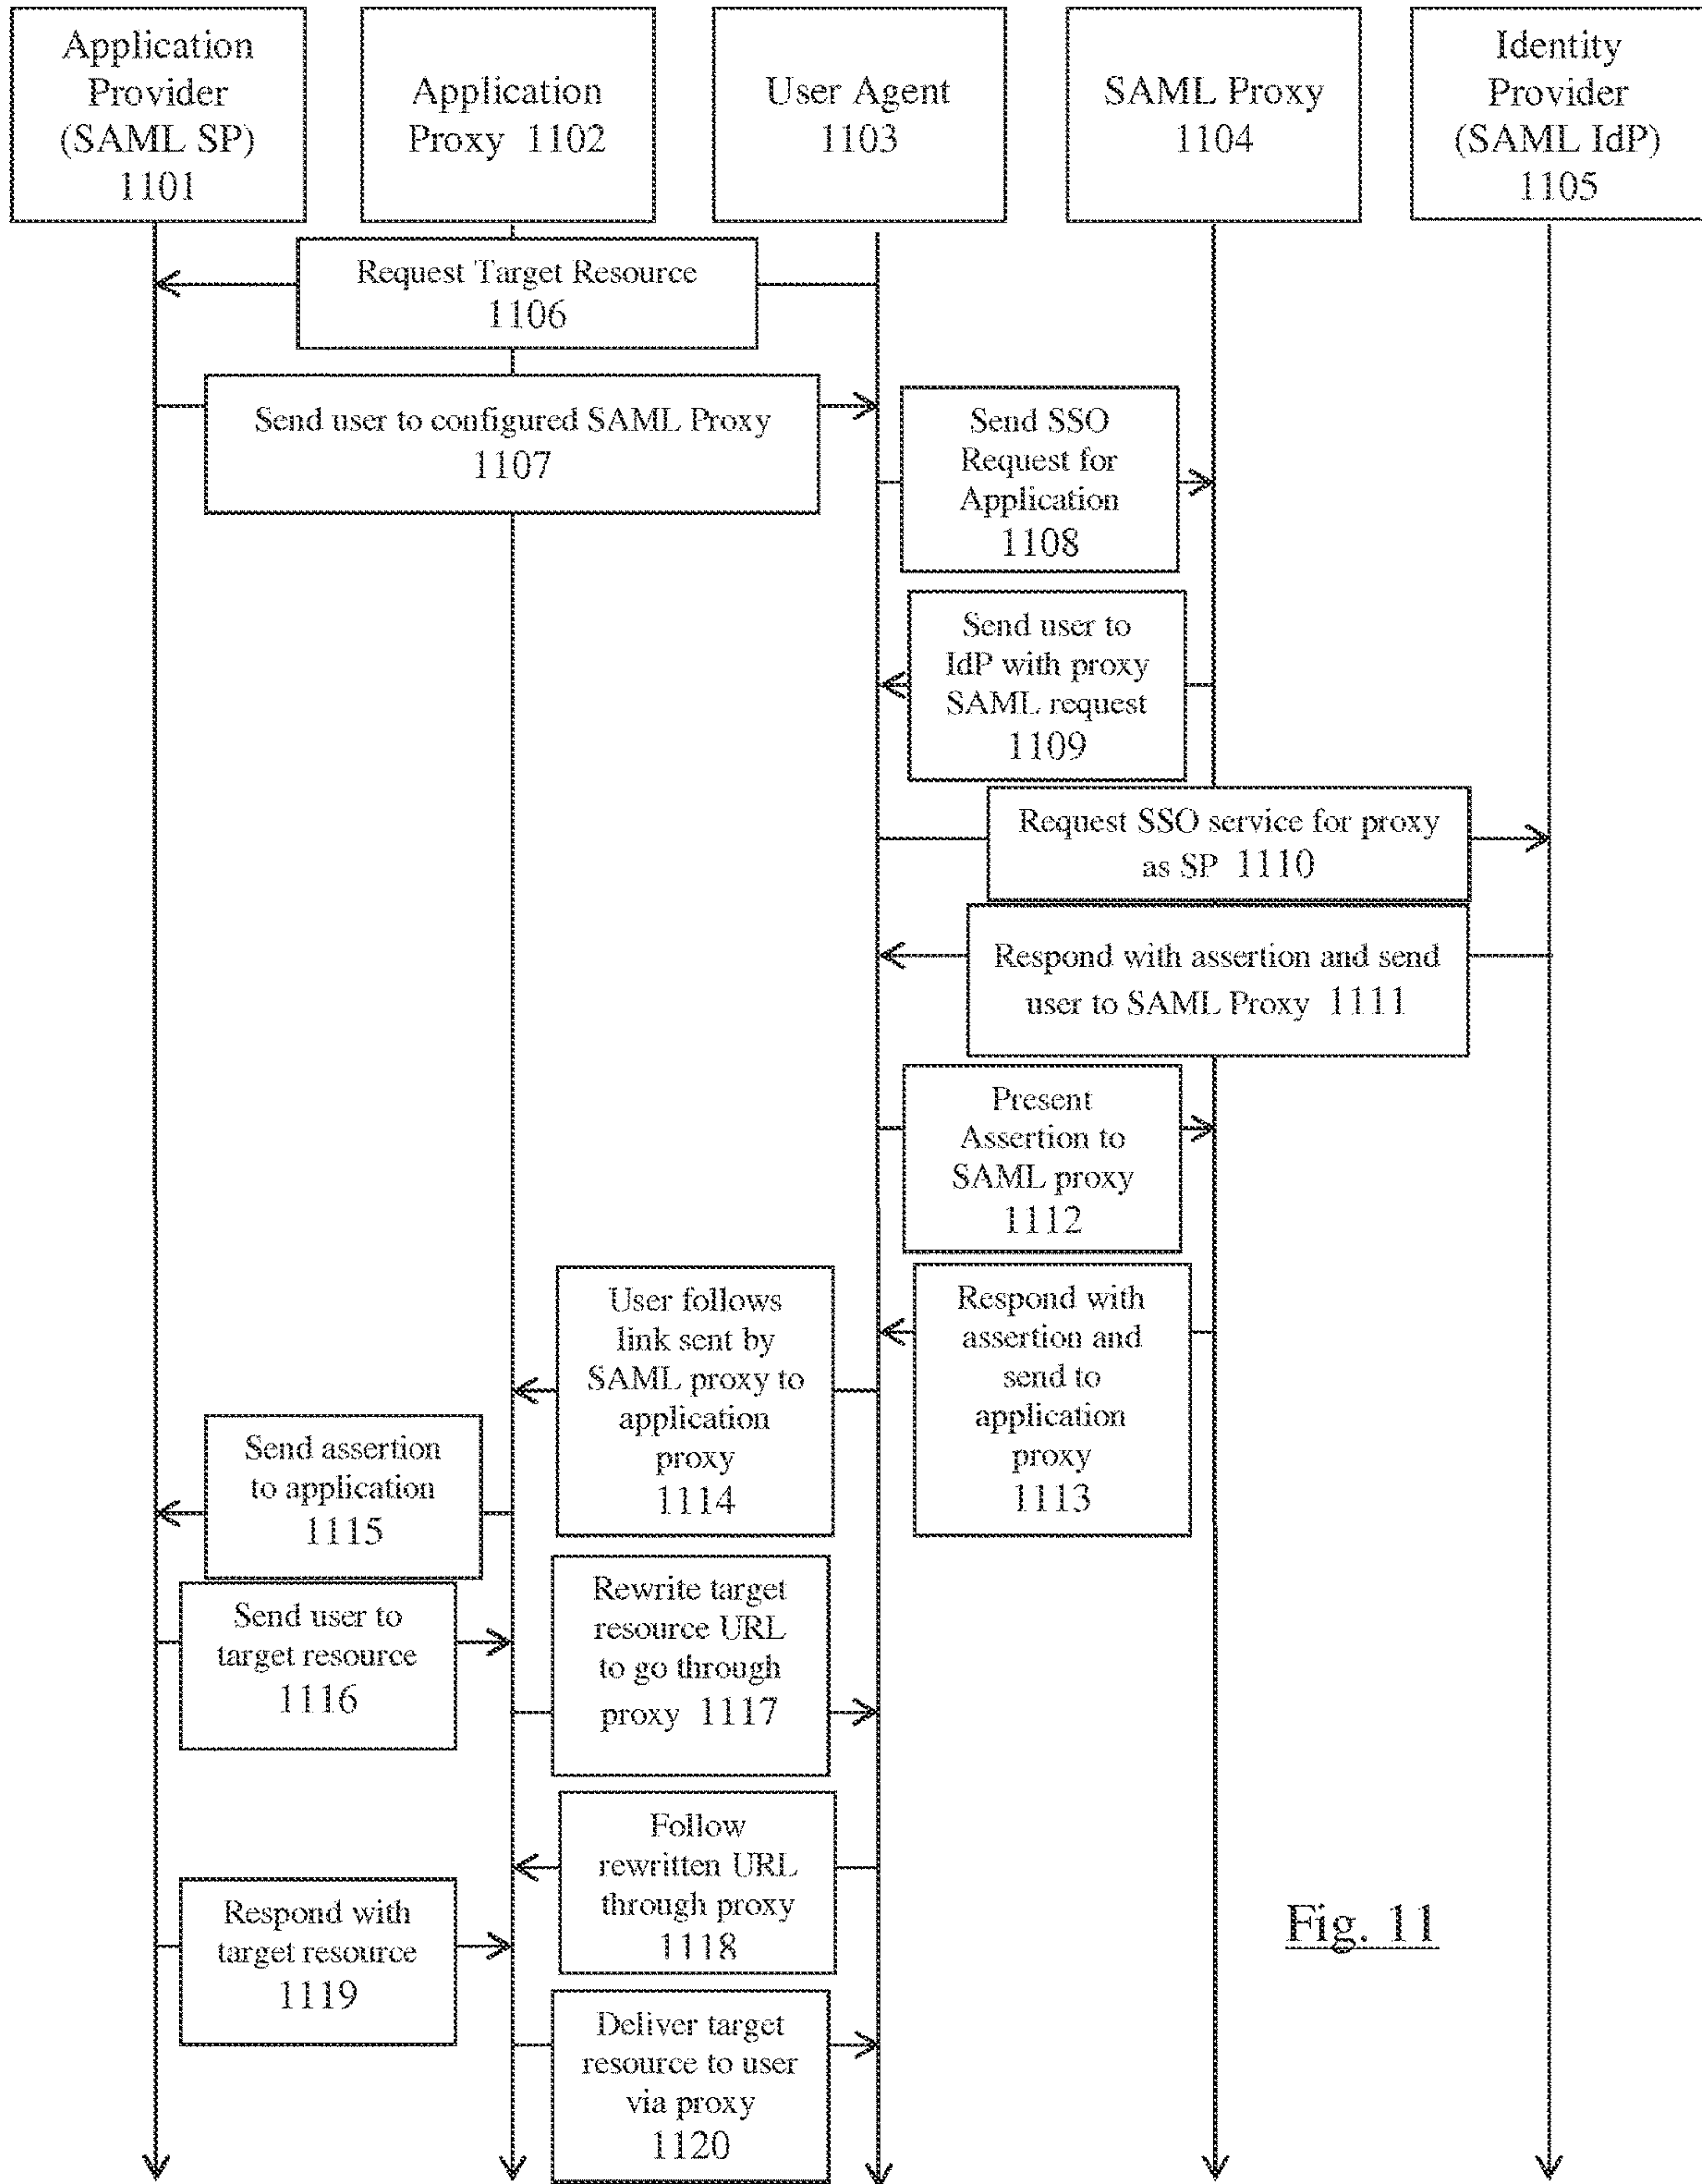 Application
Provider
(SAML SP)
1101
Application
Proxy 1102
User Agent
1103
SAML Proxy
1104
Identity
Provider
(SAML IdP)
1105
Request Target Resource
1106
Send user to configured SAML Proxy
1107
Send SSO
Request for
Application
1108
Send user to
IdP with proxy
SAML request
1109
Request SSO service for proxy
as SP 1110
Respond with assertion and send
user to SAML Proxy 1111
Present
Assertion to
SAML proxy
1112
Respond with
assertion and
send to
application
proxy
1113
User follows
link sent by
SAML proxy to
application
proxy
1114
Send assertion
to application
1115
Send user to
target resource
1116
Rewrite target
resource URL
to go through
proxy 1117
Follow
rewritten URL
through proxy
1118
Respond with
target resource
1119
Deliver target
resource to user
via proxy
1120
Fig. 11